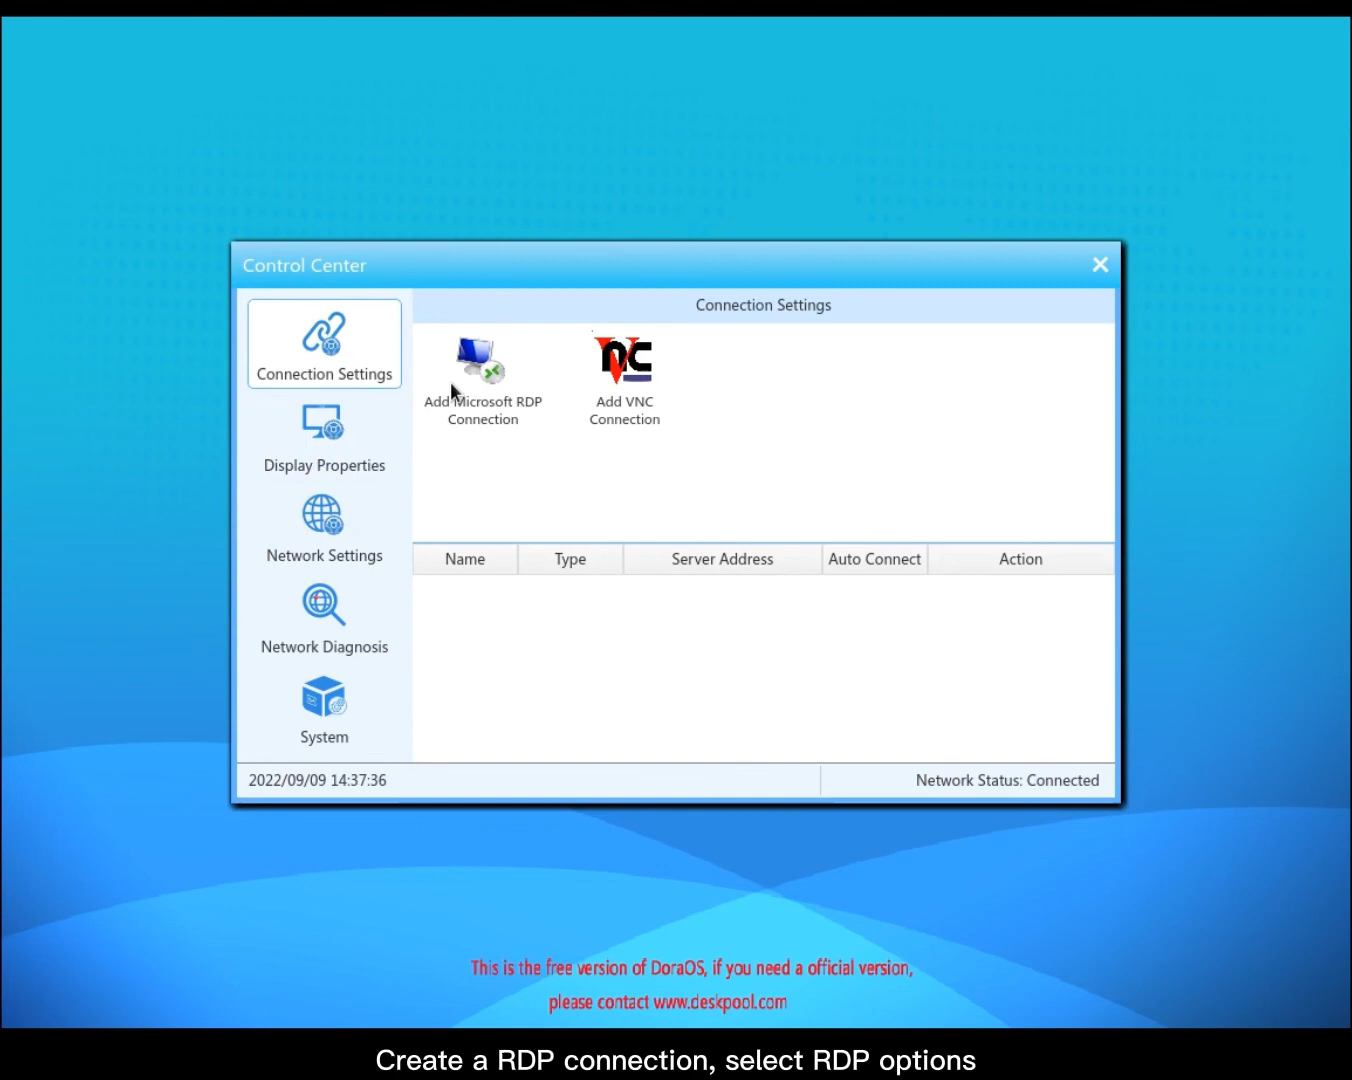 Control Center
Connection Settings
Display Properties
Network Settings
Network Diagnosis
System
Connection Settings
Add Microsoft RDP
Connection
VNC
Add VNC
Connection
Name Type Server Address Auto Connect Action
2022/09/09 14:37:36
Network Status: Connected
This is the free version of DoraOS, if you need a official version,
please contact www.deskpool.com
Create a RDP connection, select RDP options